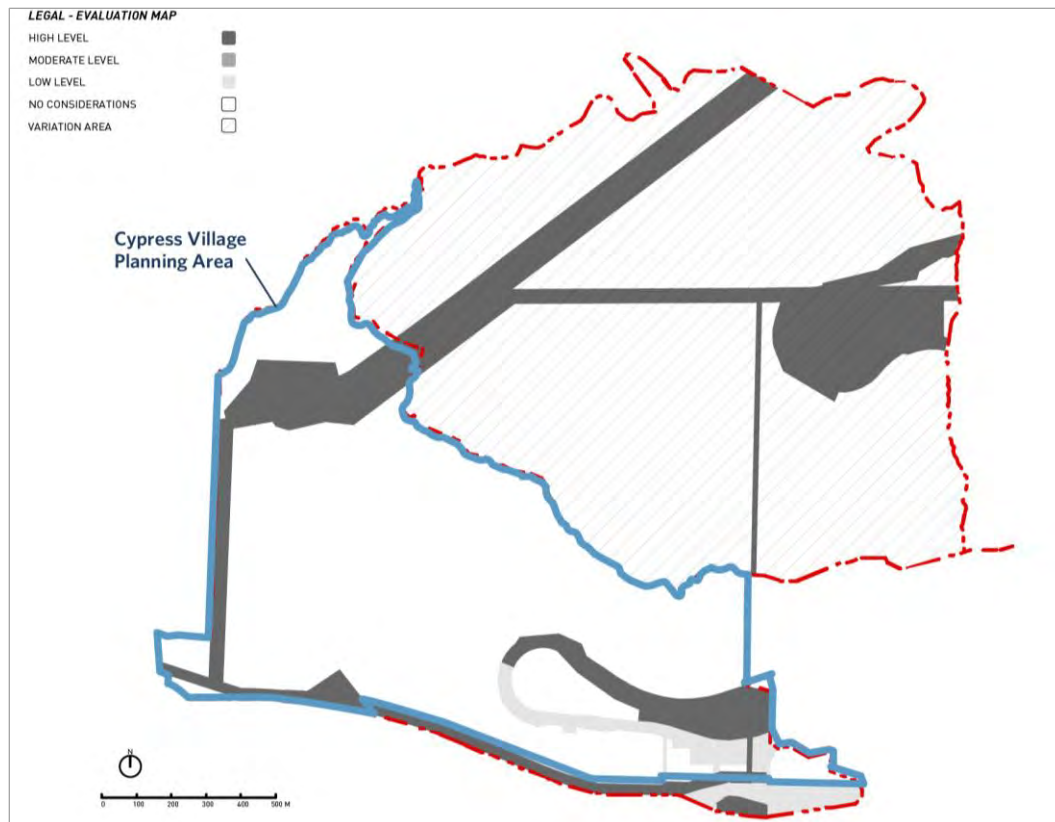 LEGAL - EVALUATION MAP
HIGH LEVEL
MODERATE LEVEL
LOW LEVEL
NO CONSIDERATIONS
VARIATION AREA
Cypress Village
Planning Area
N
0 100 200 300 400 500 M